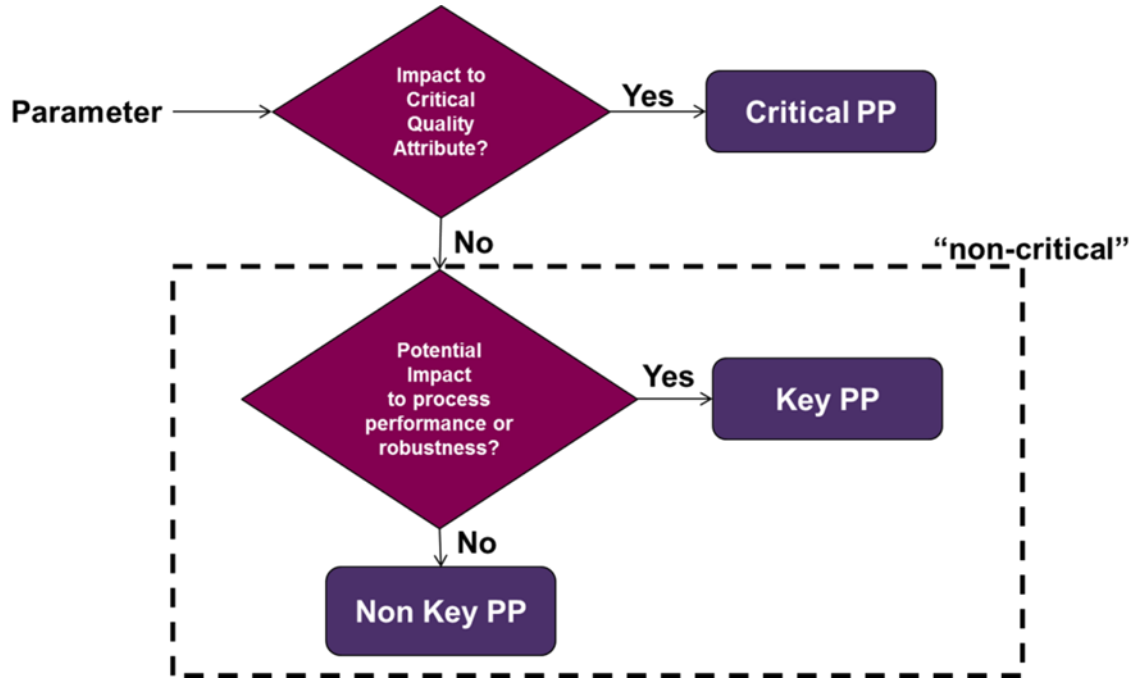 Impact to
Critical
Quality
Attribute?
Parameter
Yes
Critical PP
No
“non-critical”
Potential
Impact
to process
performance or
robustness?
Yes
Key PP
No
Non Key PP